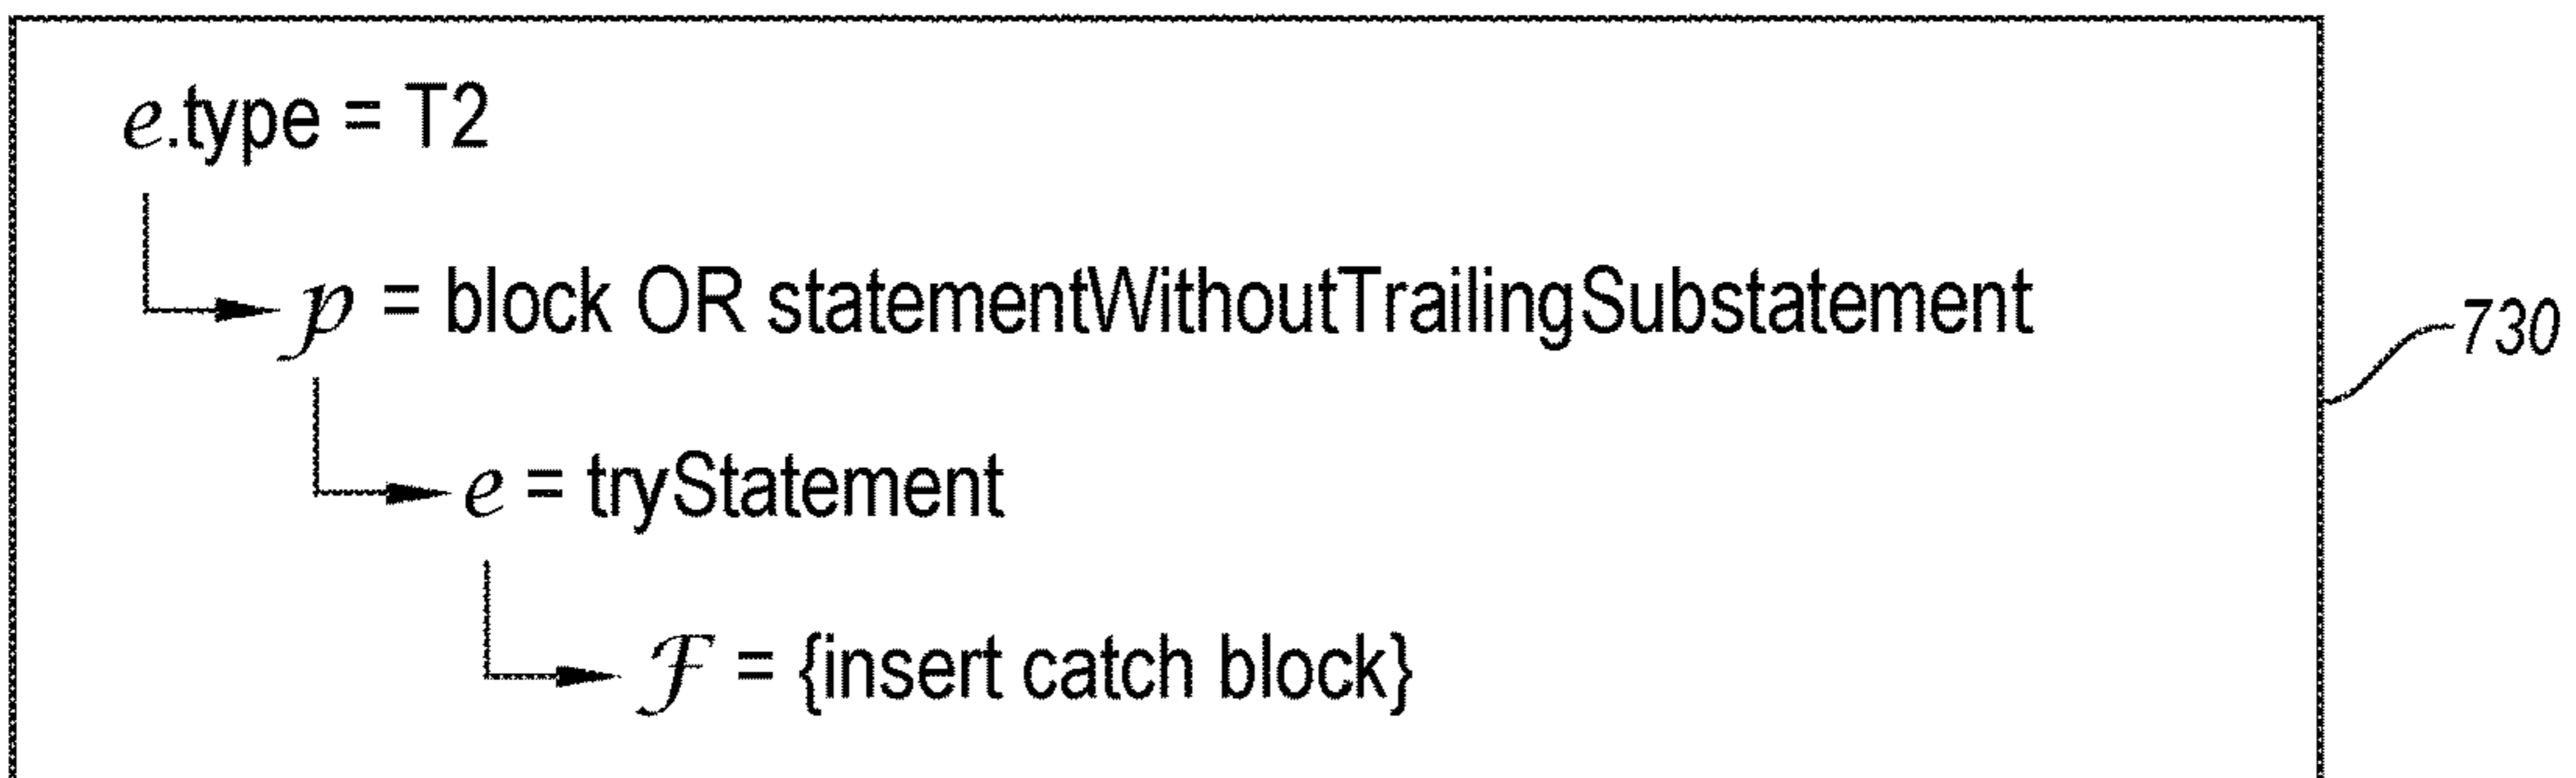 e.type = T2
p = block OR statementWithoutTrailingSubstatement
730
e = tryStatement
F = {insert catch block}